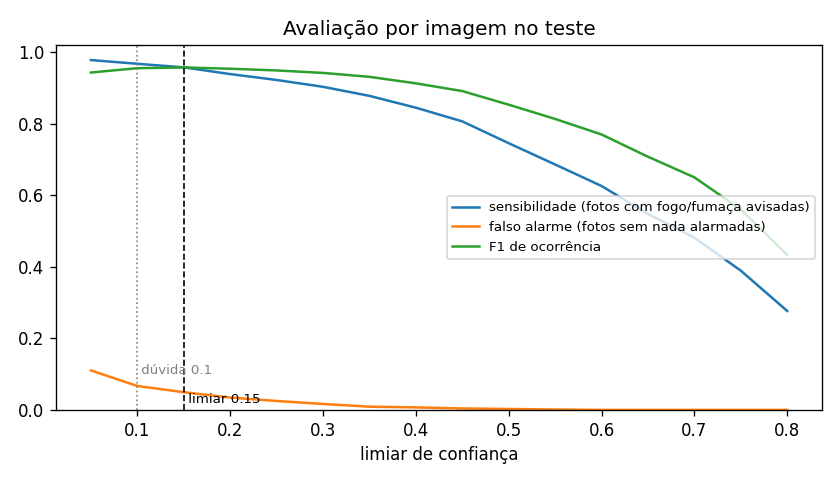 Avaliação por imagem no teste
1.0
0.8
0.6
0.4
0.2
0.0
sensibilidade (fotos com fogo/fumaça avisadas)
falso alarme (fotos sem nada alarmadas)
F1 de ocorrência
dúvida 0.1
limiar 0.15
0.1 0.2 0.3 0.4 0.5 0.6 0.7 0.8
limiar de confiança